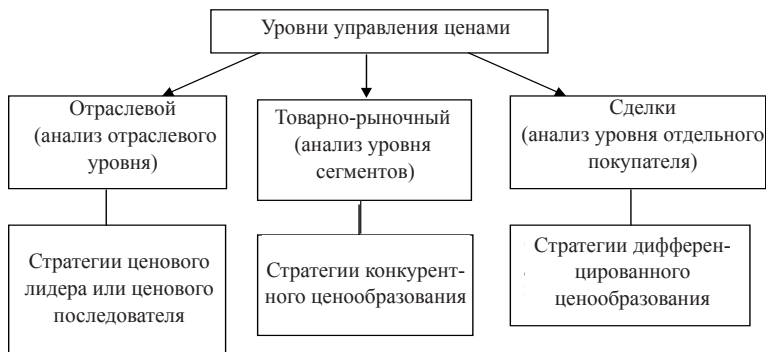 Уровни управления ценами
Отраслевой
(анализ отраслевого
уровня)
Товарно-рыночный
(анализ уровня
сегментов)
Сделки
(анализ уровня отдельного
покупателя)
Стратегии ценового
лидера или ценового
последователя
Стратегии конкурент-
ного ценообразования
Стратегии дифферен-
цированного
ценообразования